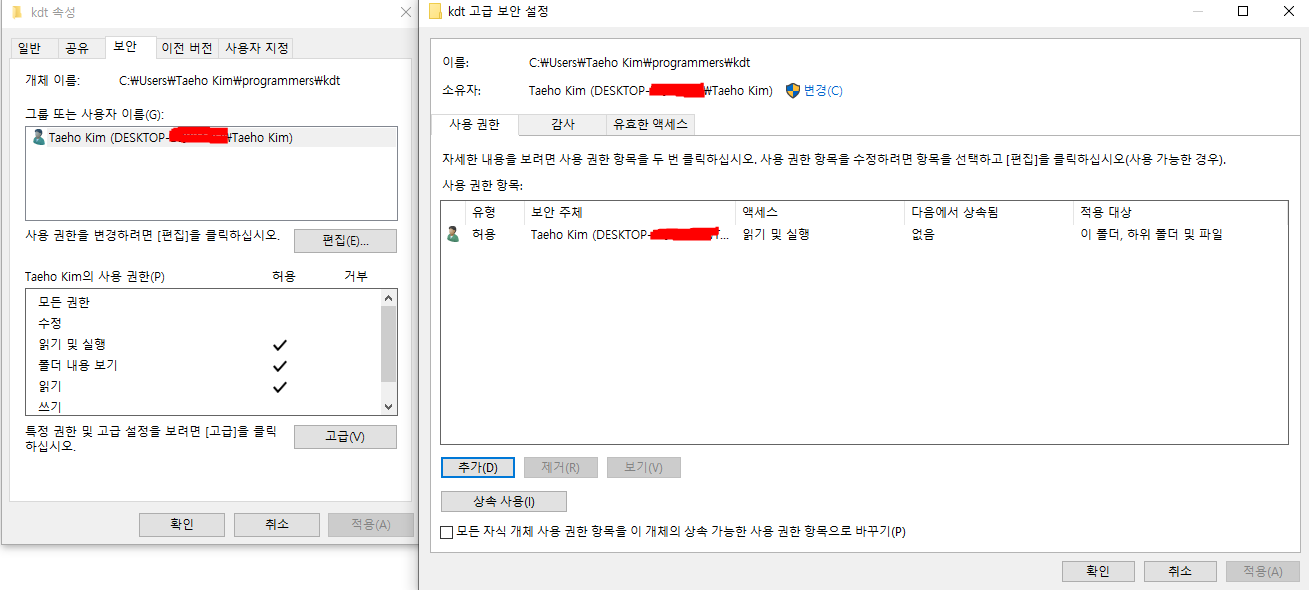 kdt 속성
일반 공유 보안 이전 버전 사용자 지정
개체 이름: C:₩Users₩Taeho Kim₩programmers₩kdt
그룹 또는 사용자 이름(G):
Taeho Kim (DESKTOP- ₩Taeho Kim)
사용 권한을 변경하려면 [편집]을 클릭하십시오.
편집(E)...
Taeho Kim의 사용 권한(P) 허용 거부
모든 권한
수정
읽기 및 실행
폴더 내용 보기
읽기
쓰기
특정 권한 및 고급 설정을 보려면 [고급]을 클릭
하십시오.
고급(V)
확인 취소 적용(A)
kdt 고급 보안 설정
이름: C:₩Users₩Taeho Kim₩programmers₩kdt
소유자: Taeho Kim (DESKTOP- ₩Taeho Kim) 변경(C)
사용 권한 감사 유효한 액세스
자세한 내용을 보려면 사용 권한 항목을 두 번 클릭하십시오. 사용 권한 항목을 수정하려면 항목을 선택하고 [편집]을 클릭하십시오(사용 가능한 경우).
사용 권한 항목:
유형 보안 주체 액세스 다음에서 상속됨 적용 대상
허용 Taeho Kim (DESKTOP- T... 읽기 및 실행 없음 이 폴더, 하위 폴더 및 파일
추가(D) 제거(R) 보기(V)
상속 사용(I)
모든 자식 개체 사용 권한 항목을 이 개체의 상속 가능한 사용 권한 항목으로 바꾸기(P)
확인 취소 적용(A)